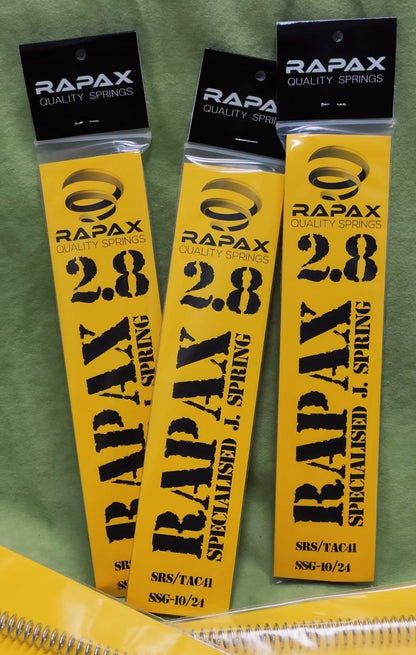 RAPAX
QUALITY SPRINGS
RAPAX
QUALITY SPRINGS
2.8
RAPAX
SPRING
SRS/
SSG-
RAPAX
QUALITY SPRINGS
RAPAX
QUALITY SPRINGS
2.8
RAPAX
SPECIALISED J. SPRING
SRS/TAC41
SSG-10/24
RAPAX
QUALITY SPRINGS
RAPAX
QUALITY SPRINGS
2.8
RAPAX
SPECIALISED J. SPRING
SRS/TAC41
SSG-10/24